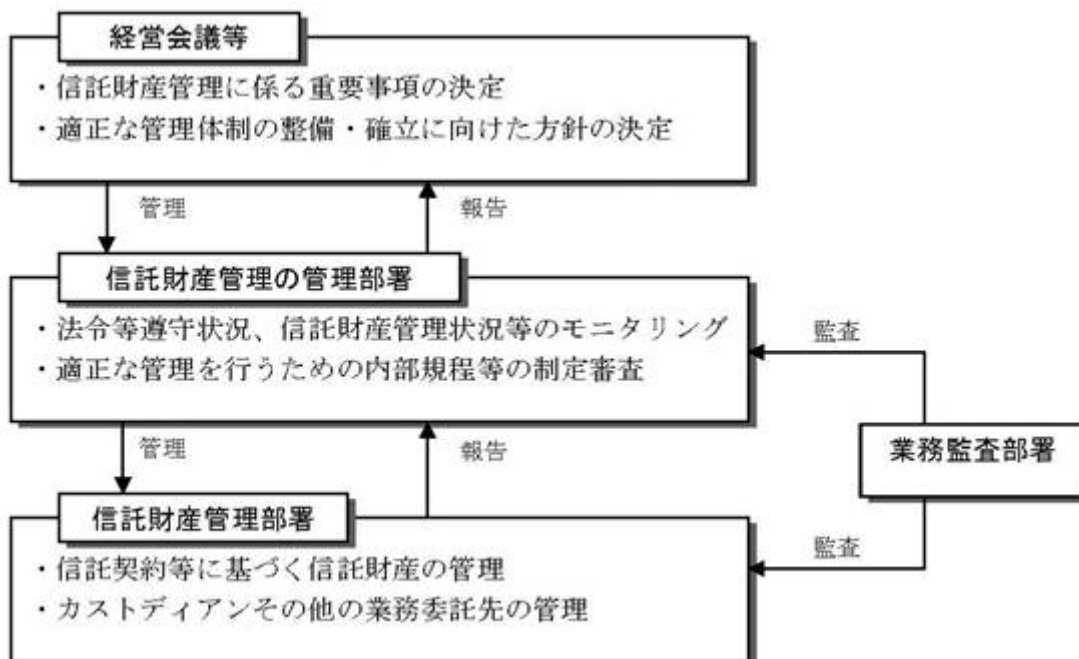 経営会議等
・信託財産管理に係る重要事項の決定
・適正な管理体制の整備・確立に向けた方針の決定
管理
報告
信託財産管理の管理部署
・法令等遵守状況、信託財産管理状況等のモニタリング
・適正な管理を行うための内部規程等の制定審査
監査
業務監査部署
管理
報告
信託財産管理部署
・信託契約等に基づく信託財産の管理
・カストディアンその他の業務委託先の管理
監査